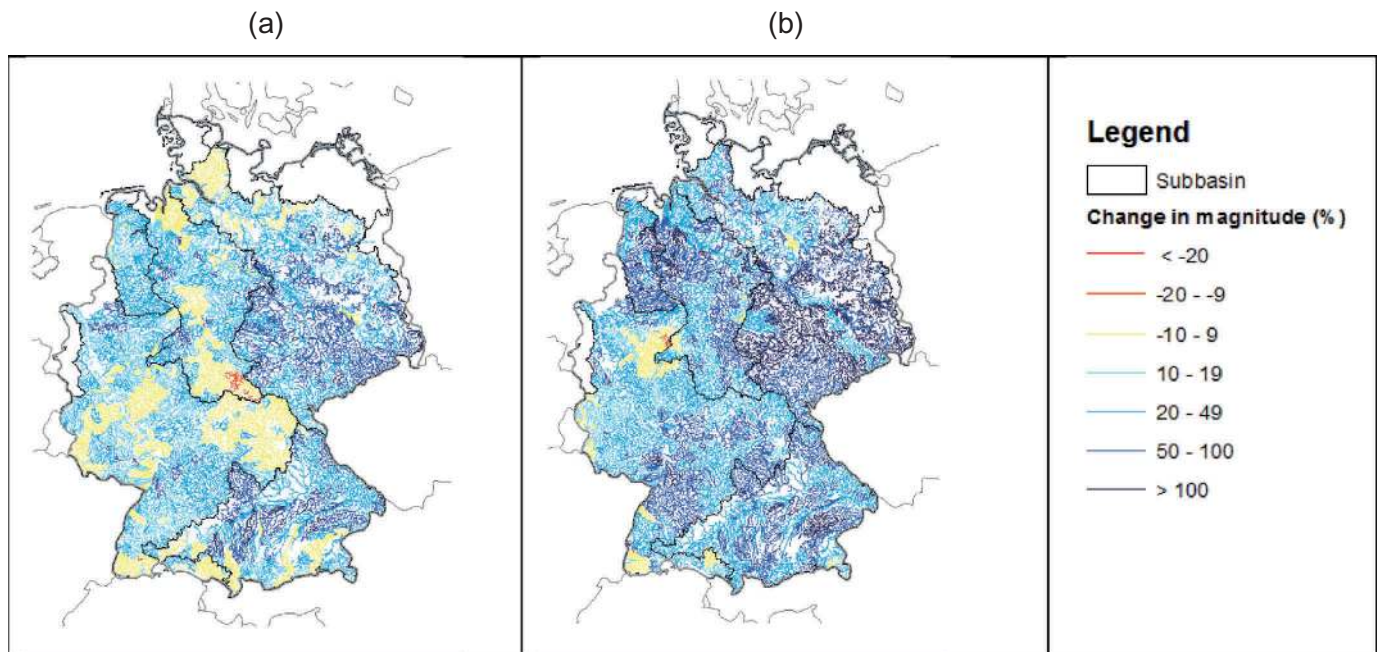 (a)
(b)
Legend
Subbasin
Change in magnitude (%)
< -20
-20 - -9
-10 - 9
10 - 19
20 - 49
50 - 100
> 100